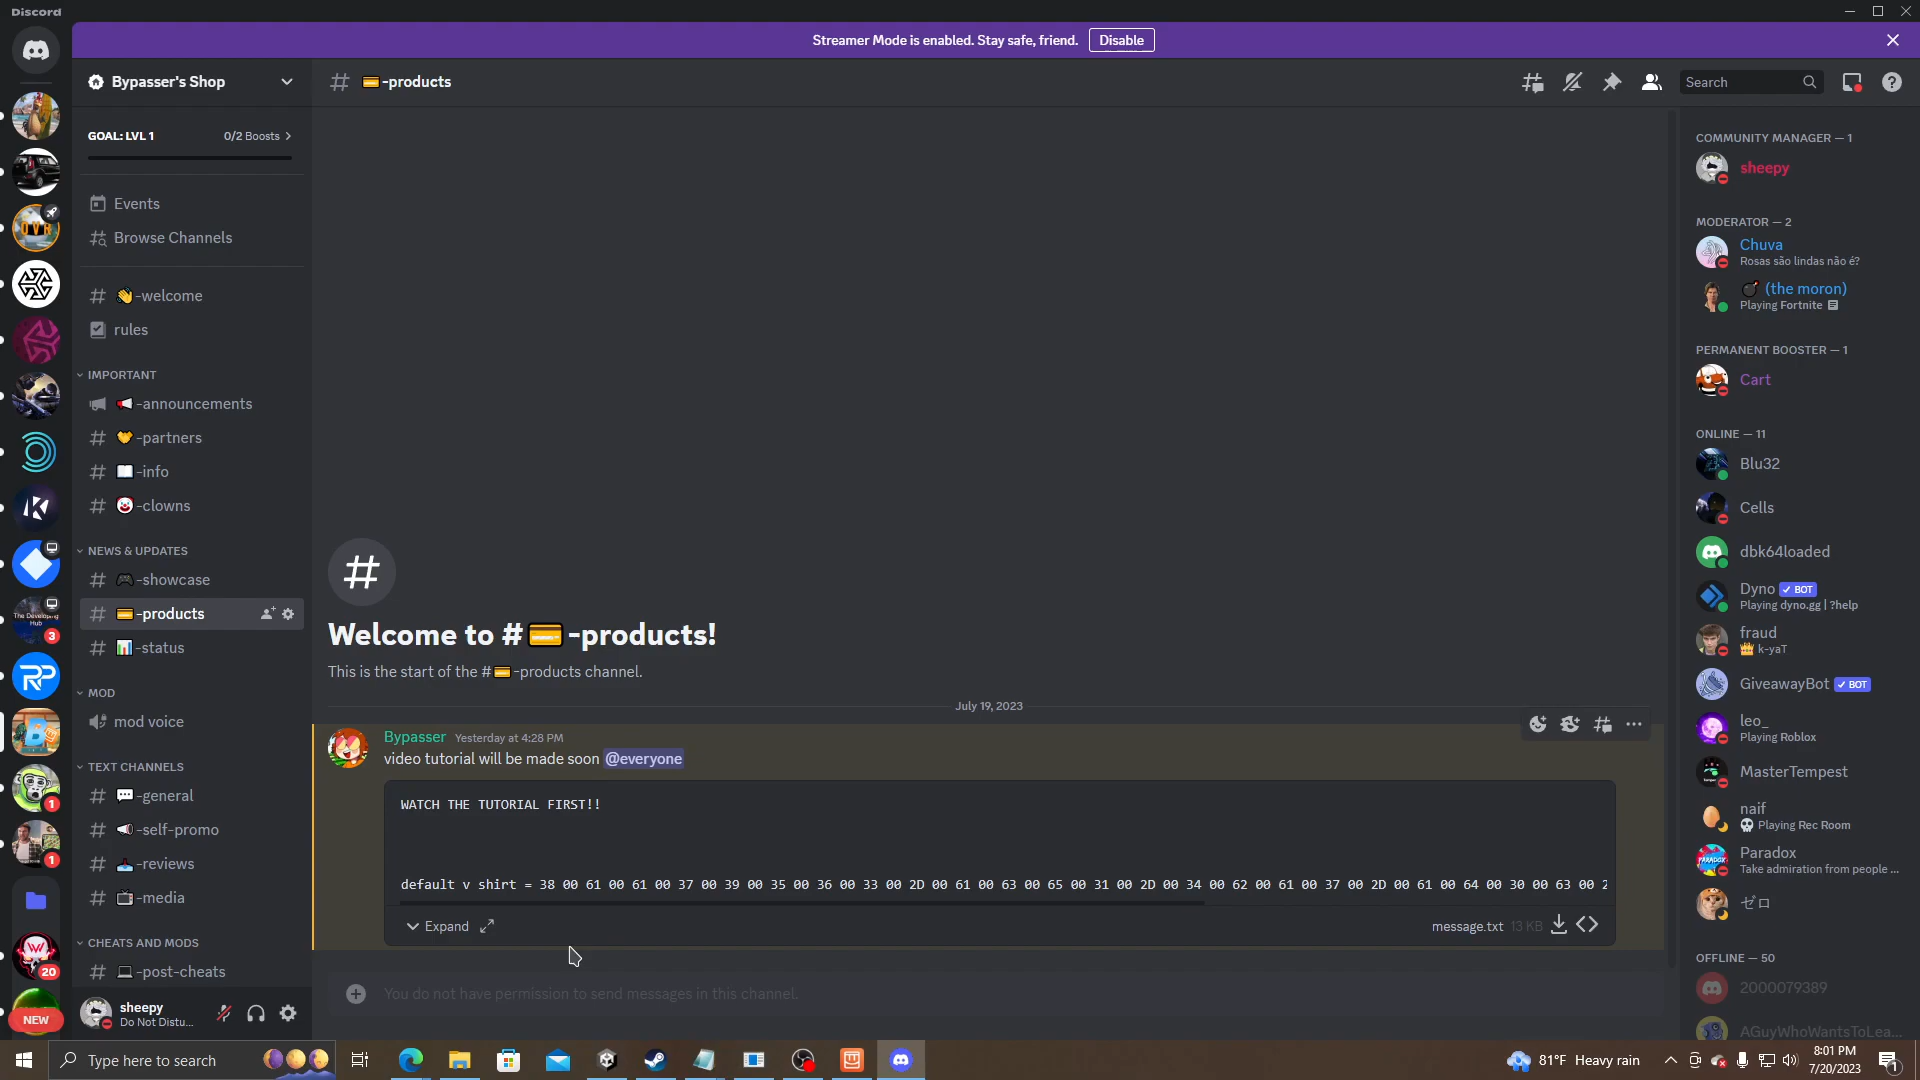 Discord
Streamer Mode is enabled. Stay safe, friend.
Disable
Bypasser's Shop
-products
Search
GOAL: LVL 1
0/2 Boosts
Events
Browse Channels
-welcome
rules
IMPORTANT
-announcements
-partners
-info
-clowns
NEWS & UPDATES
-showcase
-products
-status
MOD
mod voice
TEXT CHANNELS
-general
-self-promo
-reviews
-media
CHEATS AND MODS
-post-cheats
sheepy
Do Not Distu...
NEW
3
1
1
20
Welcome to # -products!
This is the start of the # -products channel.
July 19, 2023
Bypasser Yesterday at 4:28 PM
video tutorial will be made soon @everyone
WATCH THE TUTORIAL FIRST!!
default v shirt = 38 00 61 00 61 00 37 00 39 00 35 00 36 00 33 00 2D 00 61 00 63 00 65 00 31 00 2D 00 34 00 62 00 61 00 37 00 2D 00 61 00 64 00 30 00 63 00 2
Expand
message.txt 13 KB
You do not have permission to send messages in this channel.
COMMUNITY MANAGER — 1
sheepy
MODERATOR — 2
Chuva
Rosas são lindas não é?
(the moron)
Playing Fortnite
PERMANENT BOOSTER — 1
Cart
ONLINE — 11
Blu32
Cells
dbk64loaded
Dyno BOT
Playing dyno.gg | ?help
fraud
k-yaT
GiveawayBot BOT
leo_
Playing Roblox
MasterTempest
naif
Playing Rec Room
Paradox
Take admiration from people ...
ゼロ
OFFLINE — 50
2000079389
AGuyWhoWantsToLea...
Type here to search
81°F Heavy rain
8:01 PM
7/20/2023
1